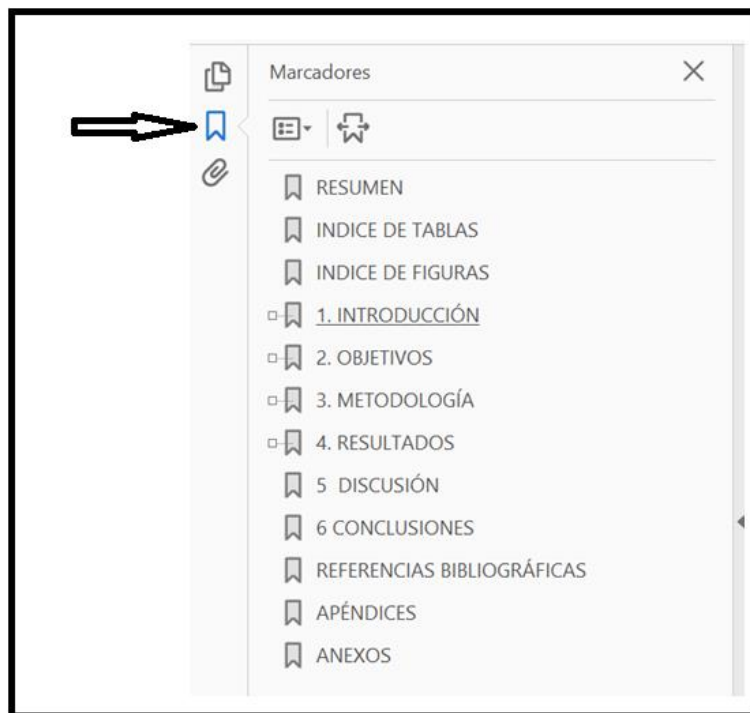 Marcadores
RESUMEN
INDICE DE TABLAS
INDICE DE FIGURAS
1. INTRODUCCIÓN
2. OBJETIVOS
3. METODOLOGÍA
4. RESULTADOS
5 DISCUSIÓN
6 CONCLUSIONES
REFERENCIAS BIBLIOGRÁFICAS
APÉNDICES
ANEXOS